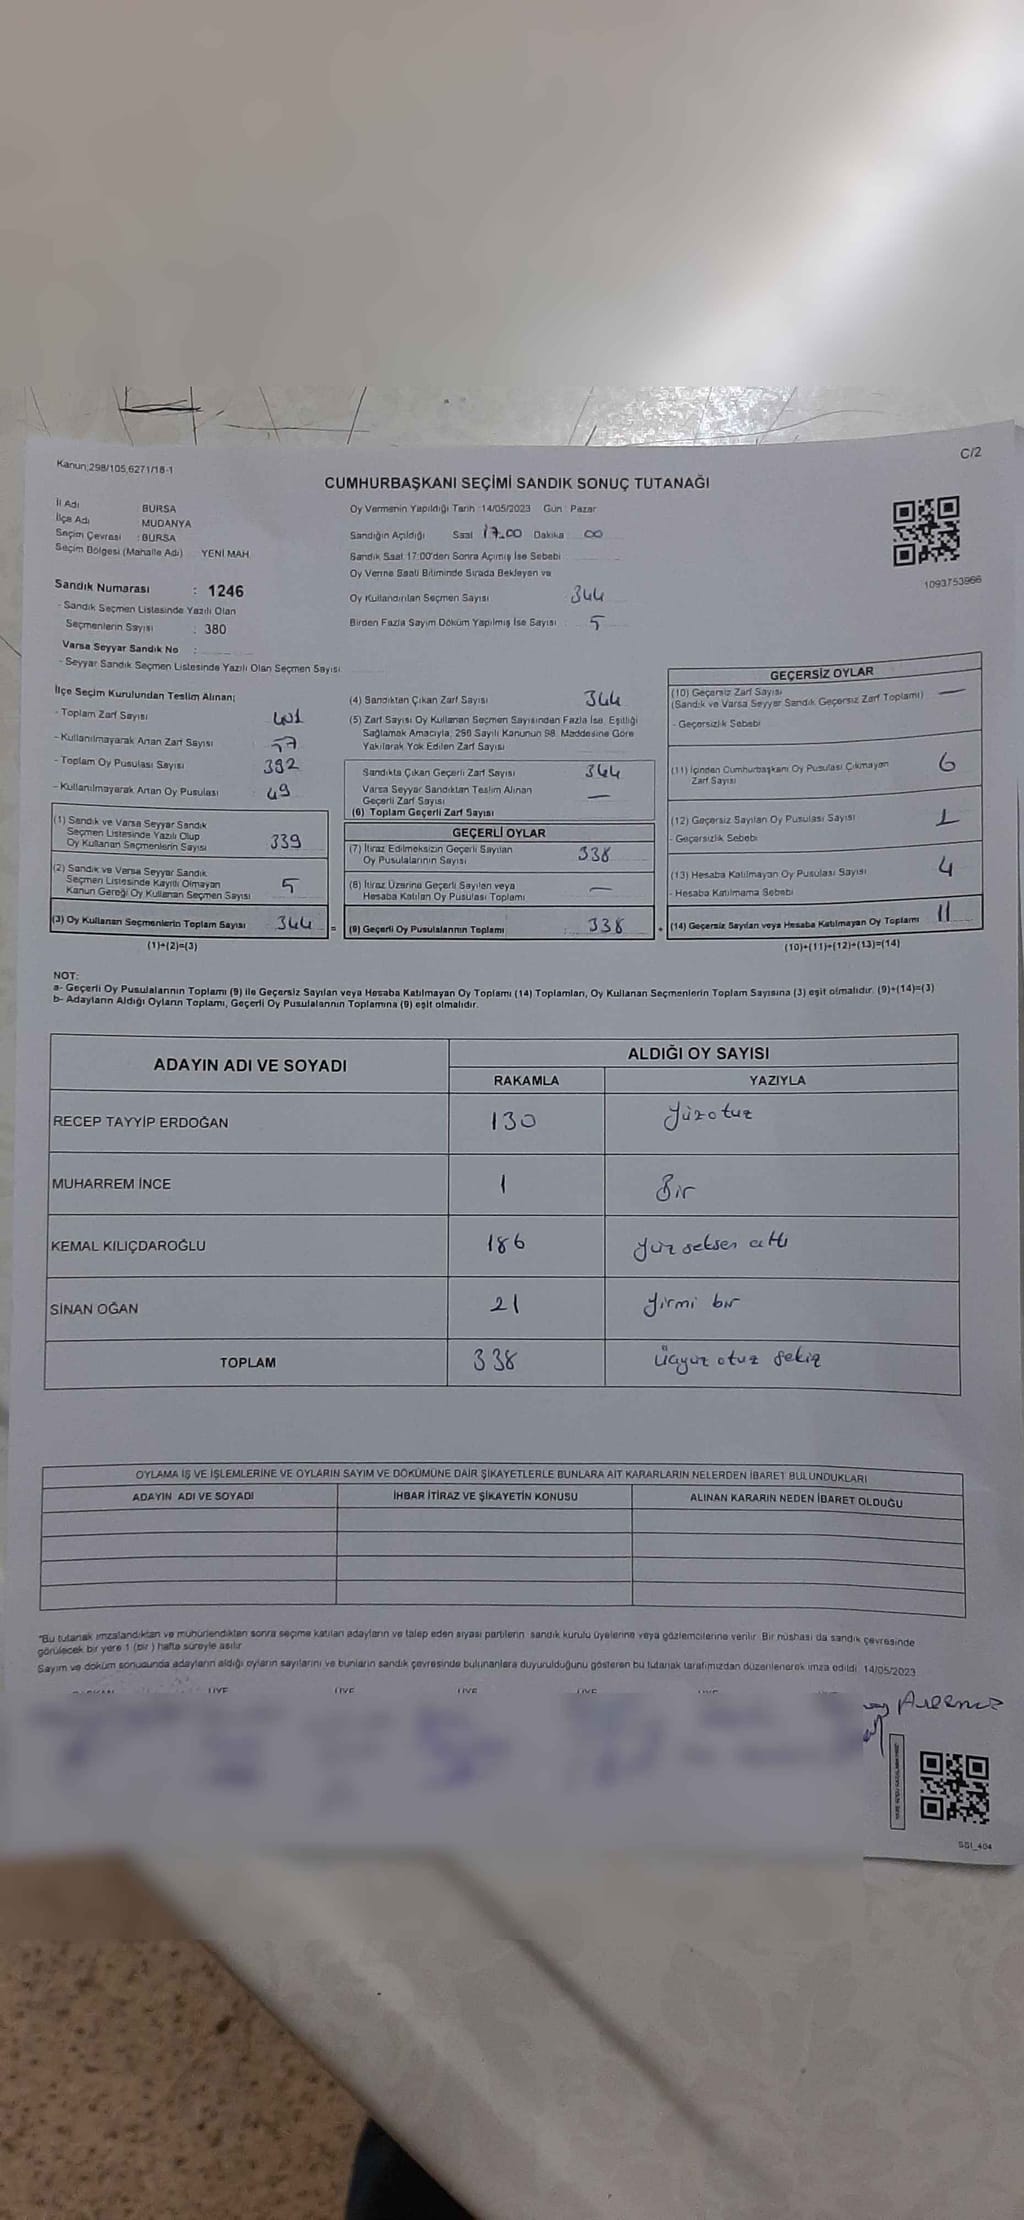 C/2
Kanun;298/105,6271/18-1
CUMHURBAŞKANI SEÇİMİ SANDIK SONUÇ TUTANAĞI
İl Adı BURSA
İlçe Adı MUDANYA
Seçim Çevresi : BURSA
Seçim Bölgesi (Mahalle Adı) YENİ MAH
Sandık Numarası : 1246
- Sandık Seçmen Listesinde Yazılı Olan
Seçmenlerin Sayısı : 380
Varsa Seyyar Sandık No :
- Seyyar Sandık Seçmen Listesinde Yazılı Olan Seçmen Sayısı
Oy Vermenin Yapıldığı Tarih : 14/05/2023 Gün : Pazar
Sandığın Açıldığı Saat 17.00 Dakika 00
Sandık Saat 17:00'den Sonra Açımış İse Sebebi
Oy Verme Saati Bitiminde Sırada Bekleyen ve
Oy Kullandırılan Seçmen Sayısı 344
Birden Fazla Sayım Döküm Yapılmış İse Sayısı : 5
1093753966
İlçe Seçim Kurulundan Teslim Alınan;
- Toplam Zarf Sayısı 401
- Kullanılmayarak Artan Zarf Sayısı 57
- Toplam Oy Pusulası Sayısı 392
- Kullanılmayarak Artan Oy Pusulası 49
(1) Sandık ve Varsa Seyyar Sandık
Seçmen Listesinde Yazılı Olup
Oy Kullanan Seçmenlerin Sayısı 339
(2) Sandık ve Varsa Seyyar Sandık
Seçmen Listesinde Kayıtlı Olmayan
Kanun Gereği Oy Kullanan Seçmen Sayısı 5
(3) Oy Kullanan Seçmenlerin Toplam Sayısı 344 =
(1)+(2)=(3)
(4) Sandıktan Çıkan Zarf Sayısı 344
(5) Zarf Sayısı Oy Kullanan Seçmen Sayısından Fazla İse, Eşitliği
Sağlamak Amacıyla, 298 Sayılı Kanunun 98. Maddesine Göre
Yakılarak Yok Edilen Zarf Sayısı
Sandıkta Çıkan Geçerli Zarf Sayısı 344
Varsa Seyyar Sandıktan Teslim Alınan
Geçerli Zarf Sayısı —
(6) Toplam Geçerli Zarf Sayısı
GEÇERLİ OYLAR
(7) İtiraz Edilmeksizin Geçerli Sayılan
Oy Pusulalarının Sayısı 338
(8) İtiraz Üzerine Geçerli Sayılan veya
Hesaba Katılan Oy Pusulası Toplamı —
(9) Geçerli Oy Pusulalarının Toplamı : 338 +
GEÇERSİZ OYLAR
(10) Geçersiz Zarf Sayısı —
(Sandık ve Varsa Seyyar Sandık Geçersiz Zarf Toplamı)
- Geçersizlik Sebebi
(11) İçinden Cumhurbaşkanı Oy Pusulası Çıkmayan 6
Zarf Sayısı
(12) Geçersiz Sayılan Oy Pusulası Sayısı 1
- Geçersizlik Sebebi
(13) Hesaba Katılmayan Oy Pusulası Sayısı 4
- Hesaba Katılmama Sebebi
(14) Geçersiz Sayılan veya Hesaba Katılmayan Oy Toplamı 11
(10)+(11)+(12)+(13)=(14)
NOT:
a- Geçerli Oy Pusulalarının Toplamı (9) ile Geçersiz Sayılan veya Hesaba Katılmayan Oy Toplamı (14) Toplamları, Oy Kullanan Seçmenlerin Toplam Sayısına (3) eşit olmalıdır. (9)+(14)=(3)
b- Adayların Aldığı Oyların Toplamı, Geçerli Oy Pusulalarının Toplamına (9) eşit olmalıdır.
ADAYIN ADI VE SOYADI ALDIĞI OY SAYISI
RAKAMLA YAZIYLA
RECEP TAYYİP ERDOĞAN 130 yüzotuz
MUHARREM İNCE 1 Bir
KEMAL KILIÇDAROĞLU 186 yüz seksen altı
SİNAN OĞAN 21 yirmi bir
TOPLAM 338 üçyüz otuz sekiz
OYLAMA İŞ VE İŞLEMLERİNE VE OYLARIN SAYIM VE DÖKÜMÜNE DAİR ŞİKAYETLERLE BUNLARA AİT KARARLARIN NELERDEN İBARET BULUNDUKLARI
ADAYIN ADI VE SOYADI İHBAR İTİRAZ VE ŞİKAYETİN KONUSU ALINAN KARARIN NEDEN İBARET OLDUĞU
*Bu tutanak imzalandıktan ve mühürlendikten sonra seçime katılan adayların ve talep eden siyasi partilerin sandık kurulu üyelerine veya gözlemcilerine verilir. Bir nüshası da sandık çevresinde
görülecek bir yere 1 (bir ) hafta süreyle asılır.
Sayım ve döküm sonucunda adayların aldığı oyların sayılarını ve bunların sandık çevresinde bulunanlara duyurulduğunu gösteren bu tutanak tarafımızdan düzenlenerek imza edildi. 14/05/2023